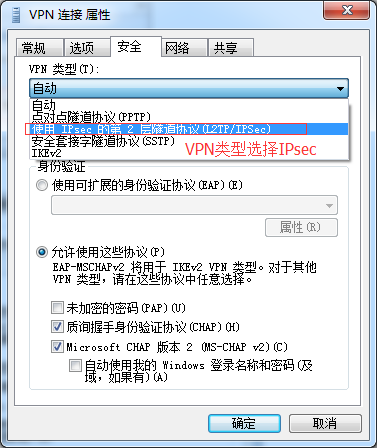 VPN 连接 属性
常规
选项
安全
网络
共享
VPN 类型(T):
自动
自动
点对点隧道协议(PPTP)
使用 IPsec 的第 2 层隧道协议(L2TP/IPSec)
安全套接字隧道协议(SSTP)
IKEv2
VPN类型选择IPsec
身份验证
使用可扩展的身份验证协议(EAP)(E)
属性(R)
允许使用这些协议(P)
EAP-MSCHAPv2 将用于 IKEv2 VPN 类型。对于其他
VPN 类型，请在这些协议中任意选择。
未加密的密码(PAP)(U)
质询握手身份验证协议(CHAP)(H)
Microsoft CHAP 版本 2 (MS-CHAP v2)(C)
自动使用我的 Windows 登录名称和密码(及
域，如果有)(A)
确定
取消